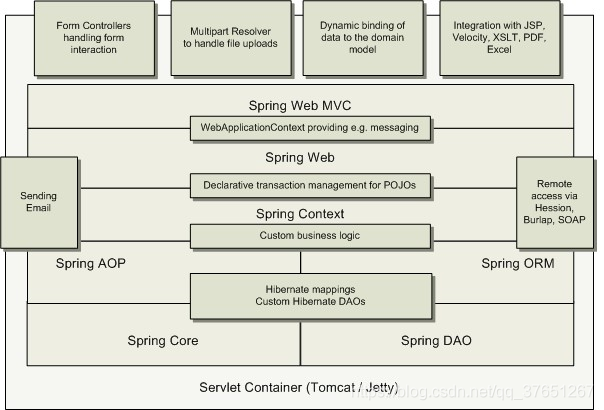 Form Controllers
handling form
interaction
Multipart Resolver
to handle file uploads
Dynamic binding of
data to the domain
model
Integration with JSP,
Velocity, XSLT, PDF,
Excel
Spring Web MVC
WebApplicationContext providing e.g. messaging
Spring Web
Sending
Email
Declarative transaction management for POJOs
Remote
access via
Hession,
Burlap, SOAP
Spring Context
Custom business logic
Spring AOP
Spring ORM
Hibernate mappings
Custom Hibernate DAOs
Spring Core
Spring DAO
Servlet Container (Tomcat / Jetty)
https://blog.csdn.net/qq_37651267